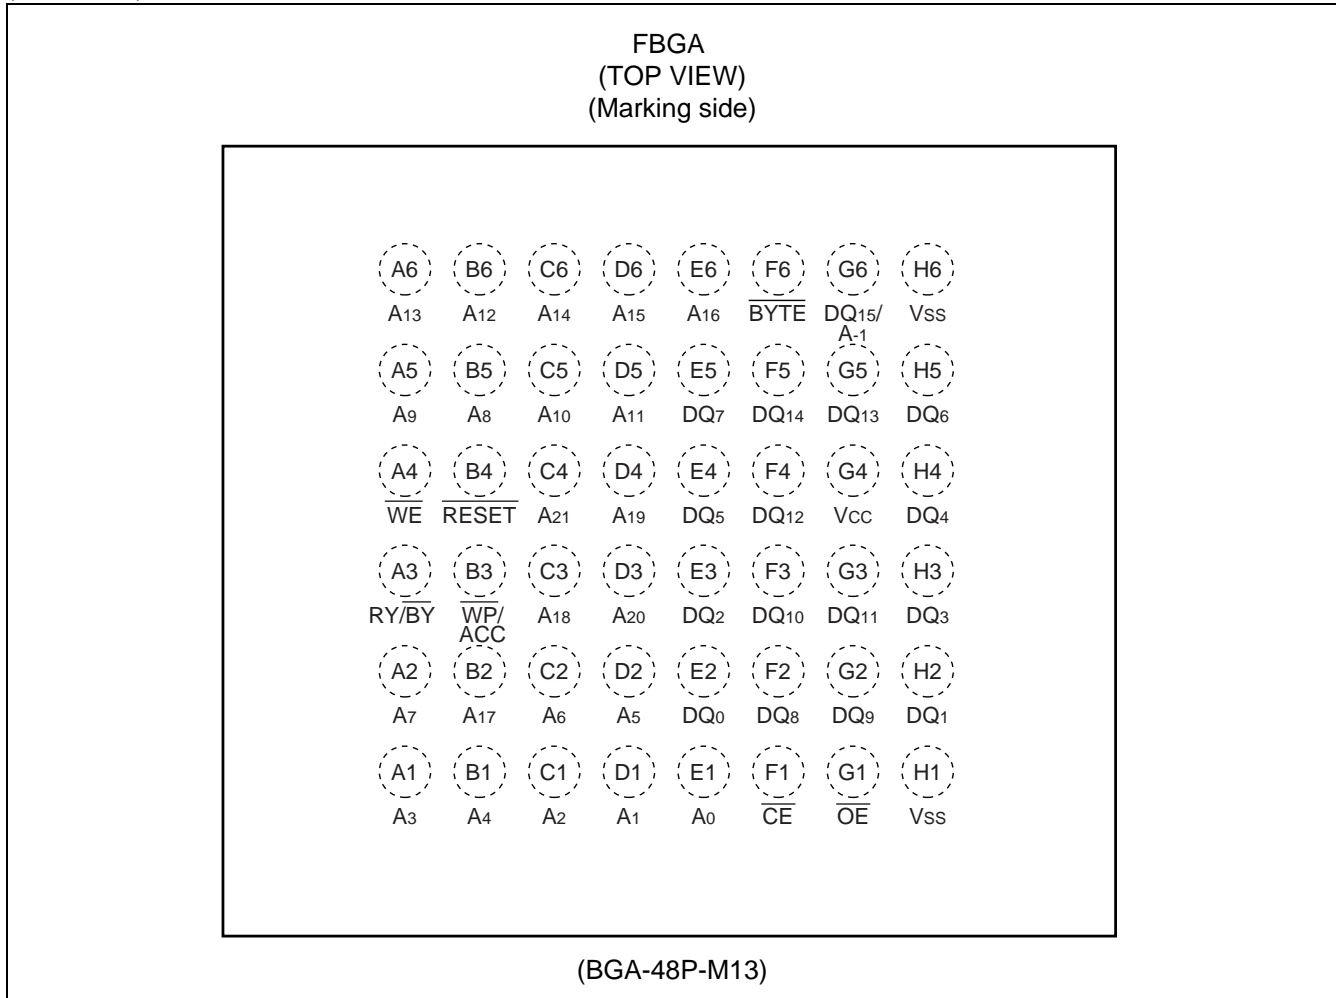 FBGA
(TOP VIEW)
(Marking side)
A6 B6 C6 D6 E6 F6 G6 H6
A13 A12 A14 A15 A16 BYTE DQ15/ VSS
A-1
A5 B5 C5 D5 E5 F5 G5 H5
A9 A8 A10 A11 DQ7 DQ14 DQ13 DQ6
A4 B4 C4 D4 E4 F4 G4 H4
WE RESET A21 A19 DQ5 DQ12 VCC DQ4
A3 B3 C3 D3 E3 F3 G3 H3
RY/BY WP/ A18 A20 DQ2 DQ10 DQ11 DQ3
ACC
A2 B2 C2 D2 E2 F2 G2 H2
A7 A17 A6 A5 DQ0 DQ8 DQ9 DQ1
A1 B1 C1 D1 E1 F1 G1 H1
A3 A4 A2 A1 A0 CE OE VSS
(BGA-48P-M13)